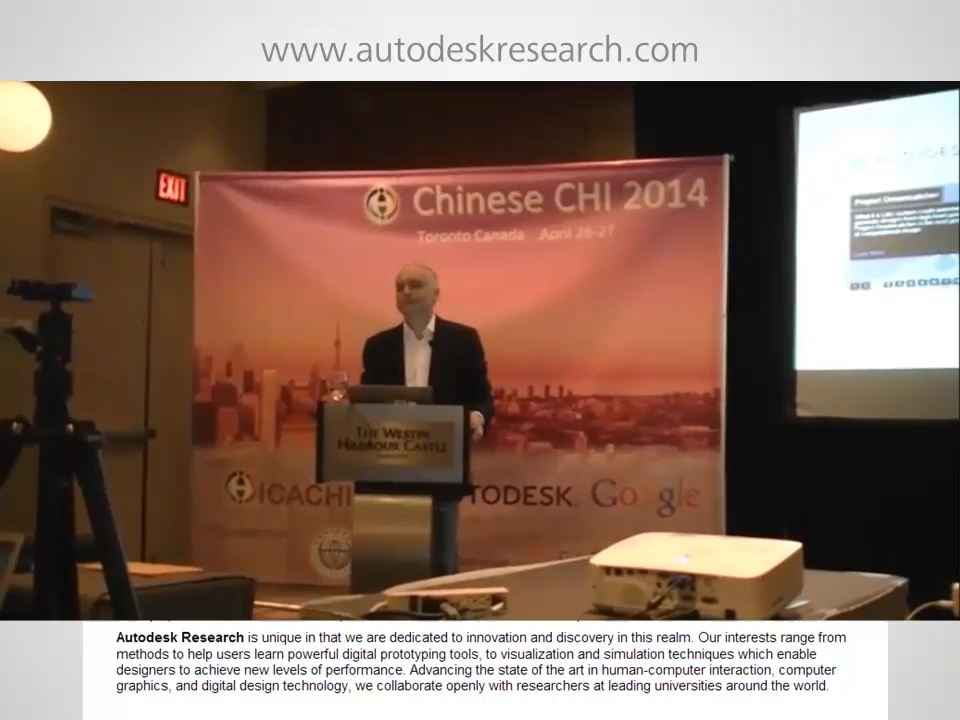 www.autodeskresearch.com
EXIT
Chinese CHI 2014
Toronto Canada April 26-27
Project Dreamcatcher
THE WESTIN
HARBOUR CASTLE
ICACHI
TODESK
Google
Autodesk Research is unique in that we are dedicated to innovation and discovery in this realm. Our interests range from
methods to help users learn powerful digital prototyping tools, to visualization and simulation techniques which enable
designers to achieve new levels of performance. Advancing the state of the art in human-computer interaction, computer
graphics, and digital design technology, we collaborate openly with researchers at leading universities around the world.